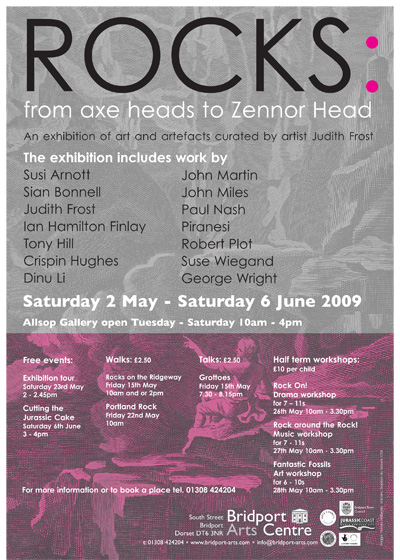 ROCKS:
from axe heads to Zennor Head
An exhibition of art and artefacts curated by artist Judith Frost
The exhibition includes work by
Susi Arnott
Sian Bonnell
Judith Frost
Ian Hamilton Finlay
Tony Hill
Crispin Hughes
Dinu Li
John Martin
John Miles
Paul Nash
Piranesi
Robert Plot
Suse Wiegand
George Wright
Saturday 2 May - Saturday 6 June 2009
Allsop Gallery open Tuesday - Saturday 10am - 4pm
Free events:
Exhibition tour
Saturday 23rd May
2 - 2.45pm
Cutting the
Jurassic Cake
Saturday 6th June
3 - 4pm
Walks: £2.50
Rocks on the Ridgeway
Friday 15th May
10am and or 2pm
Portland Rock
Friday 22nd May
10am
Talks: £2.50
Grottoes
Friday 15th May
7.30 - 8.15pm
Half term workshops:
£10 per child
Rock On!
Drama workshop
for 7 - 11s
26th May 10am - 3.30pm
Rock around the Rock!
Music workshop
for 7 - 11s
27th May 10am - 3.30pm
Fantastic Fossils
Art workshop
for 6 - 10s
28th May 10am - 3.30pm
For more information or to book a place tel. 01308 424204
South Street
Bridport
Dorset DT6 3NR
Bridport
Arts Centre
t: 01308 424204 • www.bridport-arts.com • info@bridport-arts.com
JURASSIC COAST